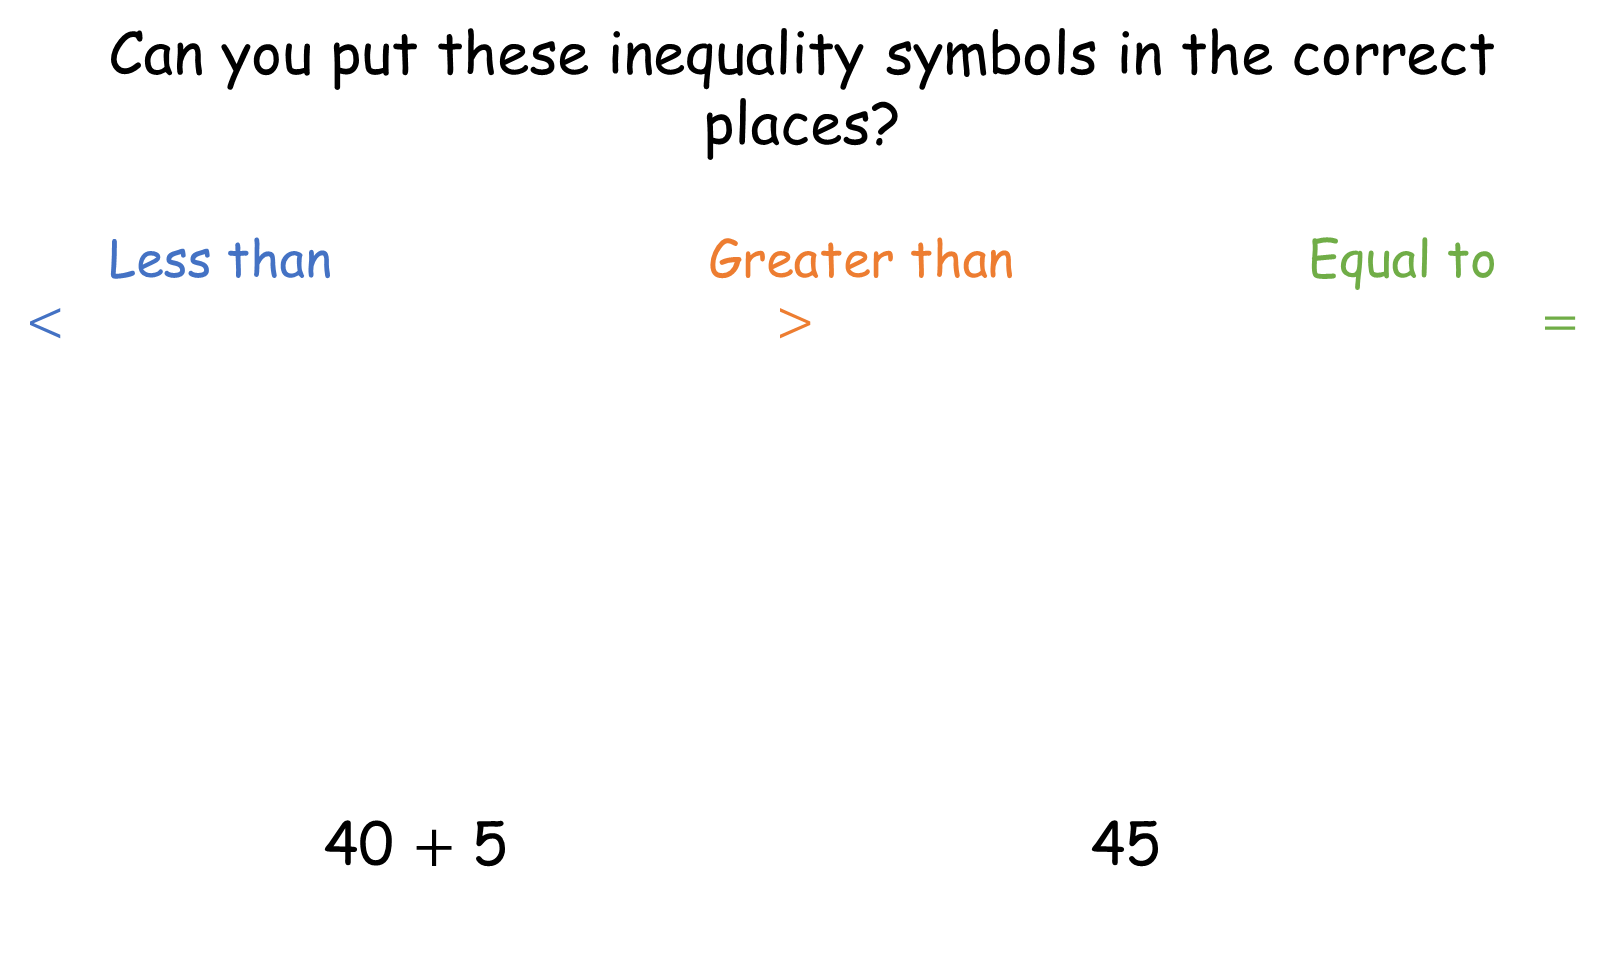 Can you put these inequality symbols in the correct
places?
Less than Greater than Equal to
< > =
40 + 5 45